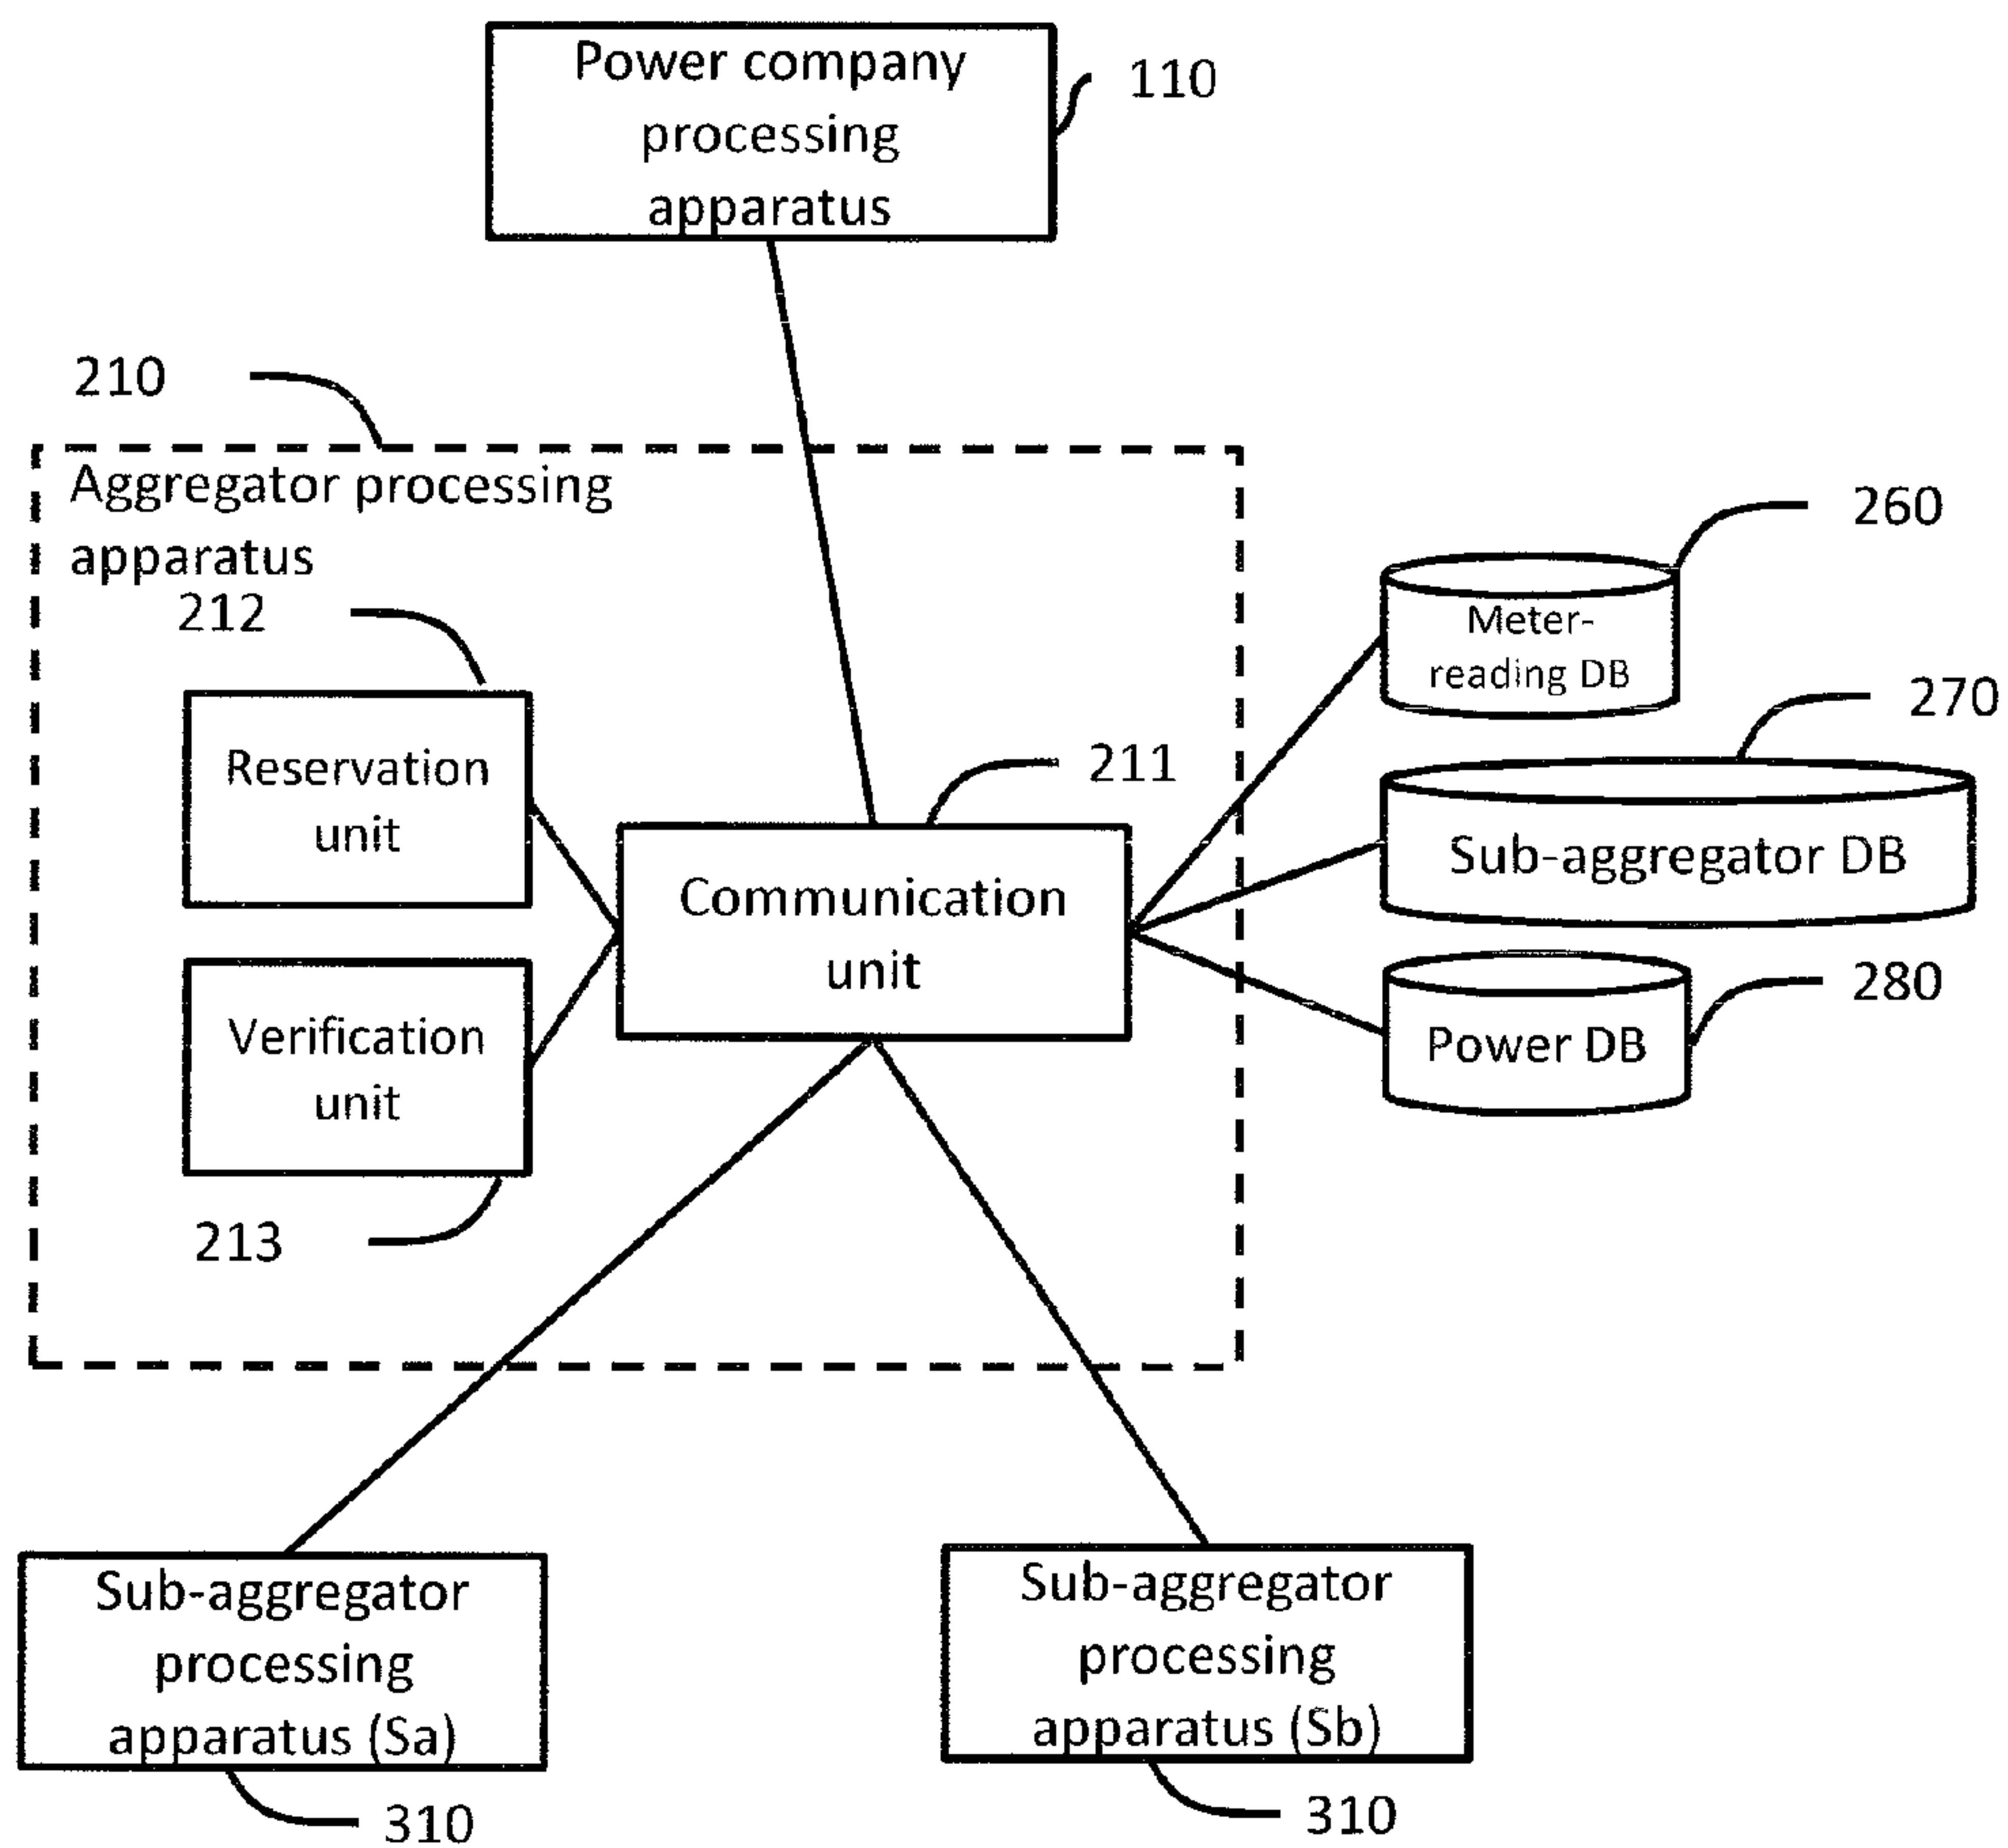 Power company
processing
apparatus
110
210
Aggregator processing
apparatus
212
260
Meter-
reading DB
270
Reservation
unit
211
Sub-aggregator DB
Communication
unit
280
Power DB
Verification
unit
213
Sub-aggregator
processing
apparatus (Sa)
310
Sub-aggregator
processing
apparatus (Sb)
310